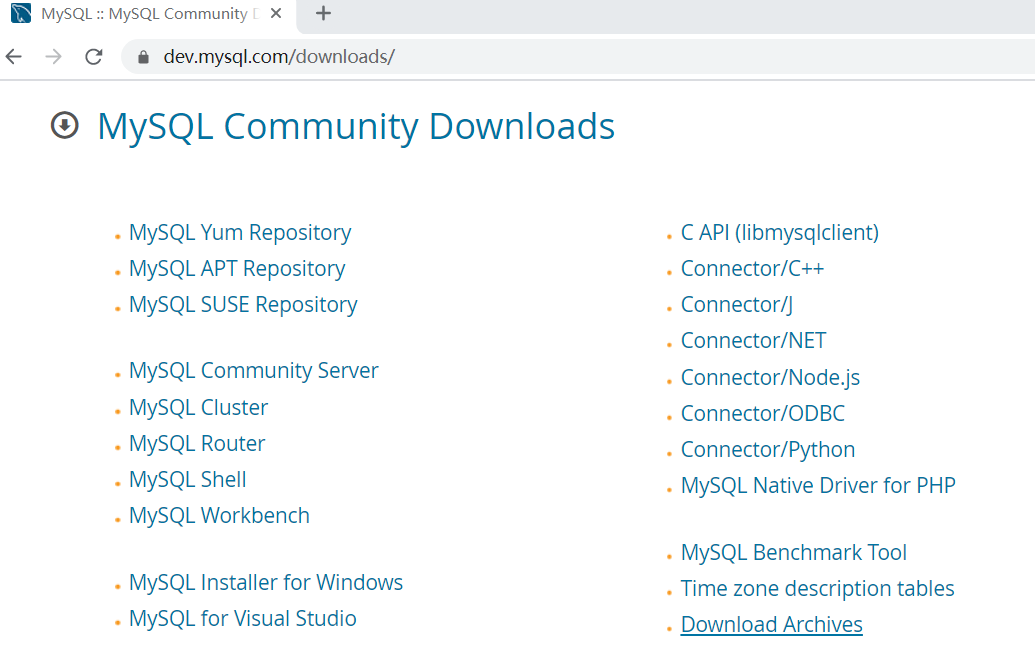 MySQL :: MySQL Community
dev.mysql.com/downloads/
MySQL Community Downloads
MySQL Yum Repository
MySQL APT Repository
MySQL SUSE Repository
MySQL Community Server
MySQL Cluster
MySQL Router
MySQL Shell
MySQL Workbench
MySQL Installer for Windows
MySQL for Visual Studio
C API (libmysqlclient)
Connector/C++
Connector/J
Connector/NET
Connector/Node.js
Connector/ODBC
Connector/Python
MySQL Native Driver for PHP
MySQL Benchmark Tool
Time zone description tables
Download Archives